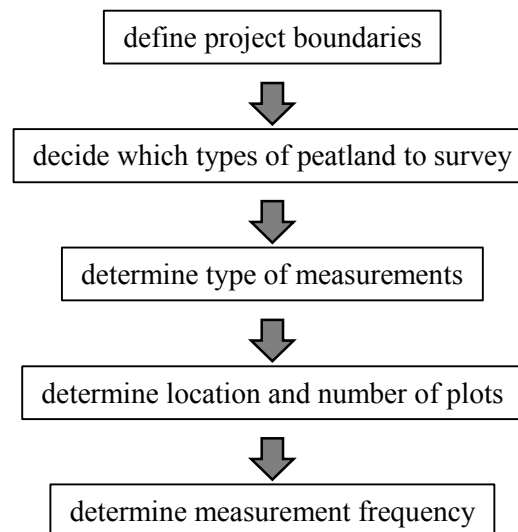 define project boundaries
decide which types of peatland to survey
determine type of measurements
determine location and number of plots
determine measurement frequency